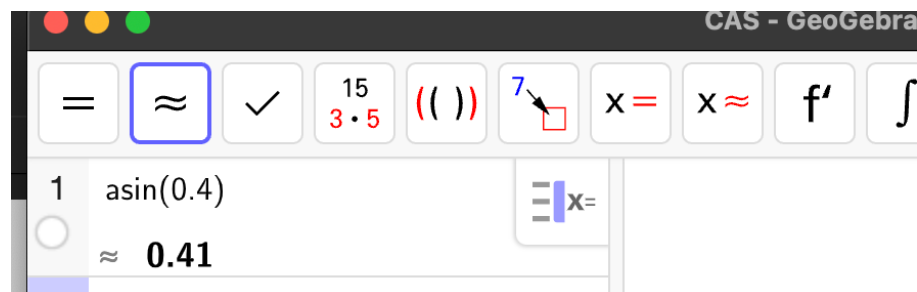 CAS - GeoGebra
= ≈ ✓ 15 3 · 5 (( )) 7 x= x≈ f′ ∫
1 asin(0.4)
x=
≈ 0.41